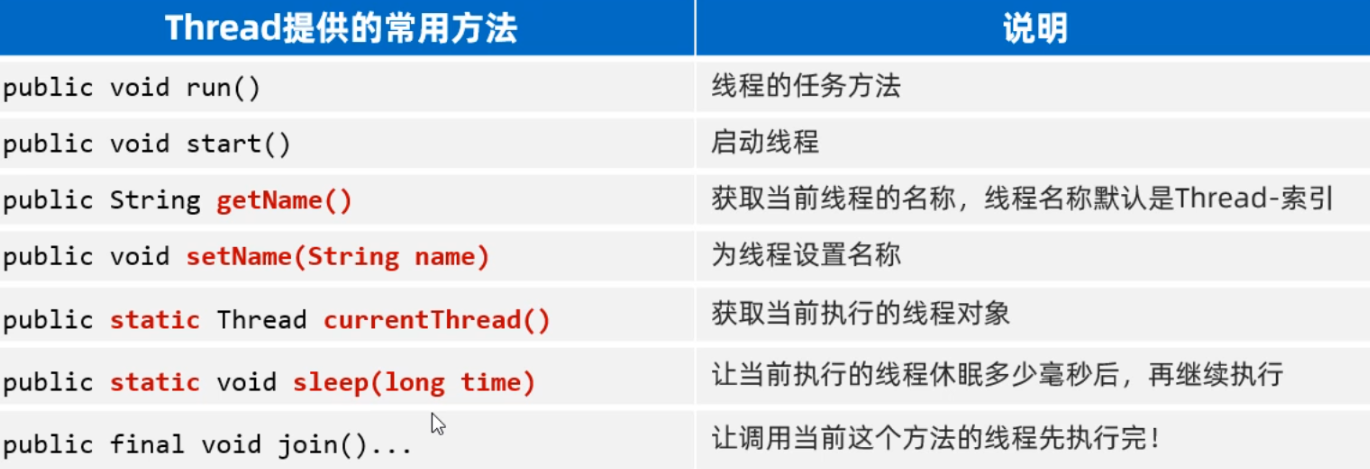 Thread提供的常用方法 说明
public void run() 线程的任务方法
public void start() 启动线程
public String getName() 获取当前线程的名称，线程名称默认是Thread-索引
public void setName(String name) 为线程设置名称
public static Thread currentThread() 获取当前执行的线程对象
public static void sleep(long time) 让当前执行的线程休眠多少毫秒后，再继续执行
public final void join()... 让调用当前这个方法的线程先执行完！